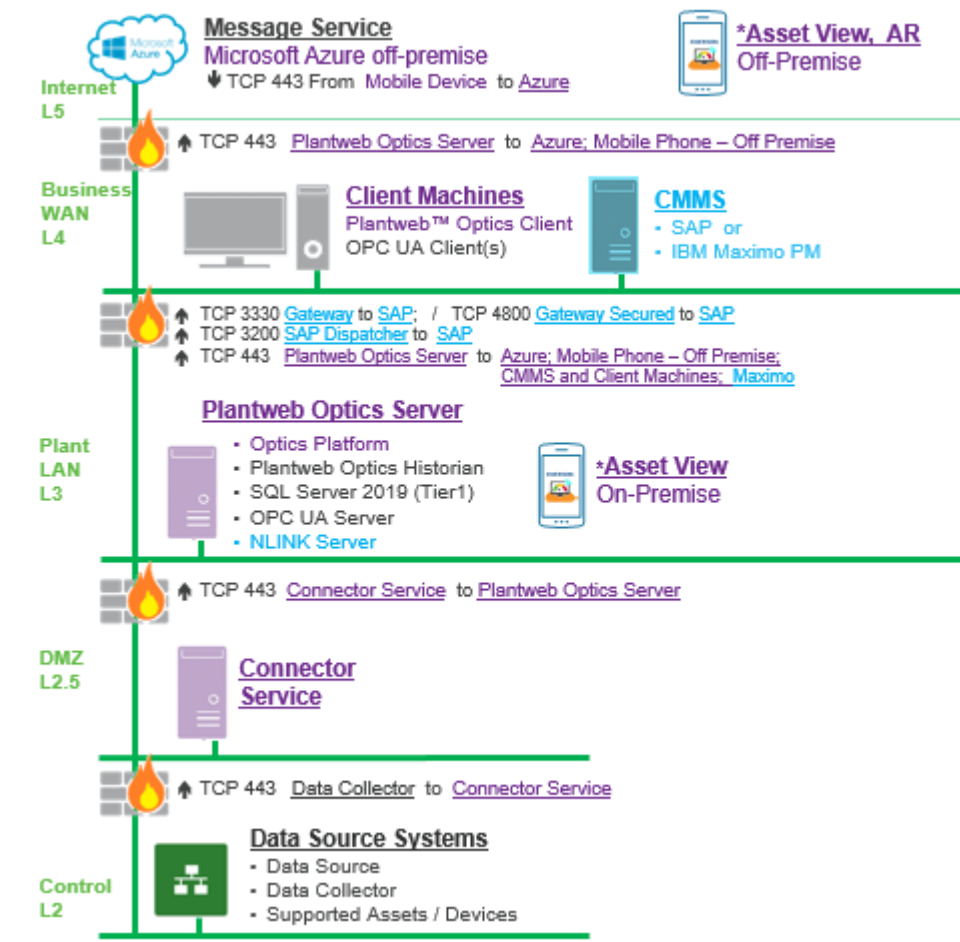 Microsoft
Azure
Message Service
Microsoft Azure off-premise
TCP 443 From Mobile Device to Azure
*Asset View, AR
Off-Premise
Internet
L5
TCP 443 Plantweb Optics Server to Azure; Mobile Phone – Off Premise
Business
WAN
L4
Client Machines
Plantweb™ Optics Client
OPC UA Client(s)
CMMS
- SAP or
- IBM Maximo PM
TCP 3330 Gateway to SAP; / TCP 4800 Gateway Secured to SAP
TCP 3200 SAP Dispatcher to SAP
TCP 443 Plantweb Optics Server to Azure; Mobile Phone – Off Premise;
CMMS and Client Machines; Maximo
Plantweb Optics Server
- Optics Platform
- Plantweb Optics Historian
- SQL Server 2019 (Tier1)
- OPC UA Server
- NLINK Server
Plant
LAN
L3
*Asset View
On-Premise
TCP 443 Connector Service to Plantweb Optics Server
DMZ
L2.5
Connector
Service
TCP 443 Data Collector to Connector Service
Data Source Systems
- Data Source
- Data Collector
- Supported Assets / Devices
Control
L2